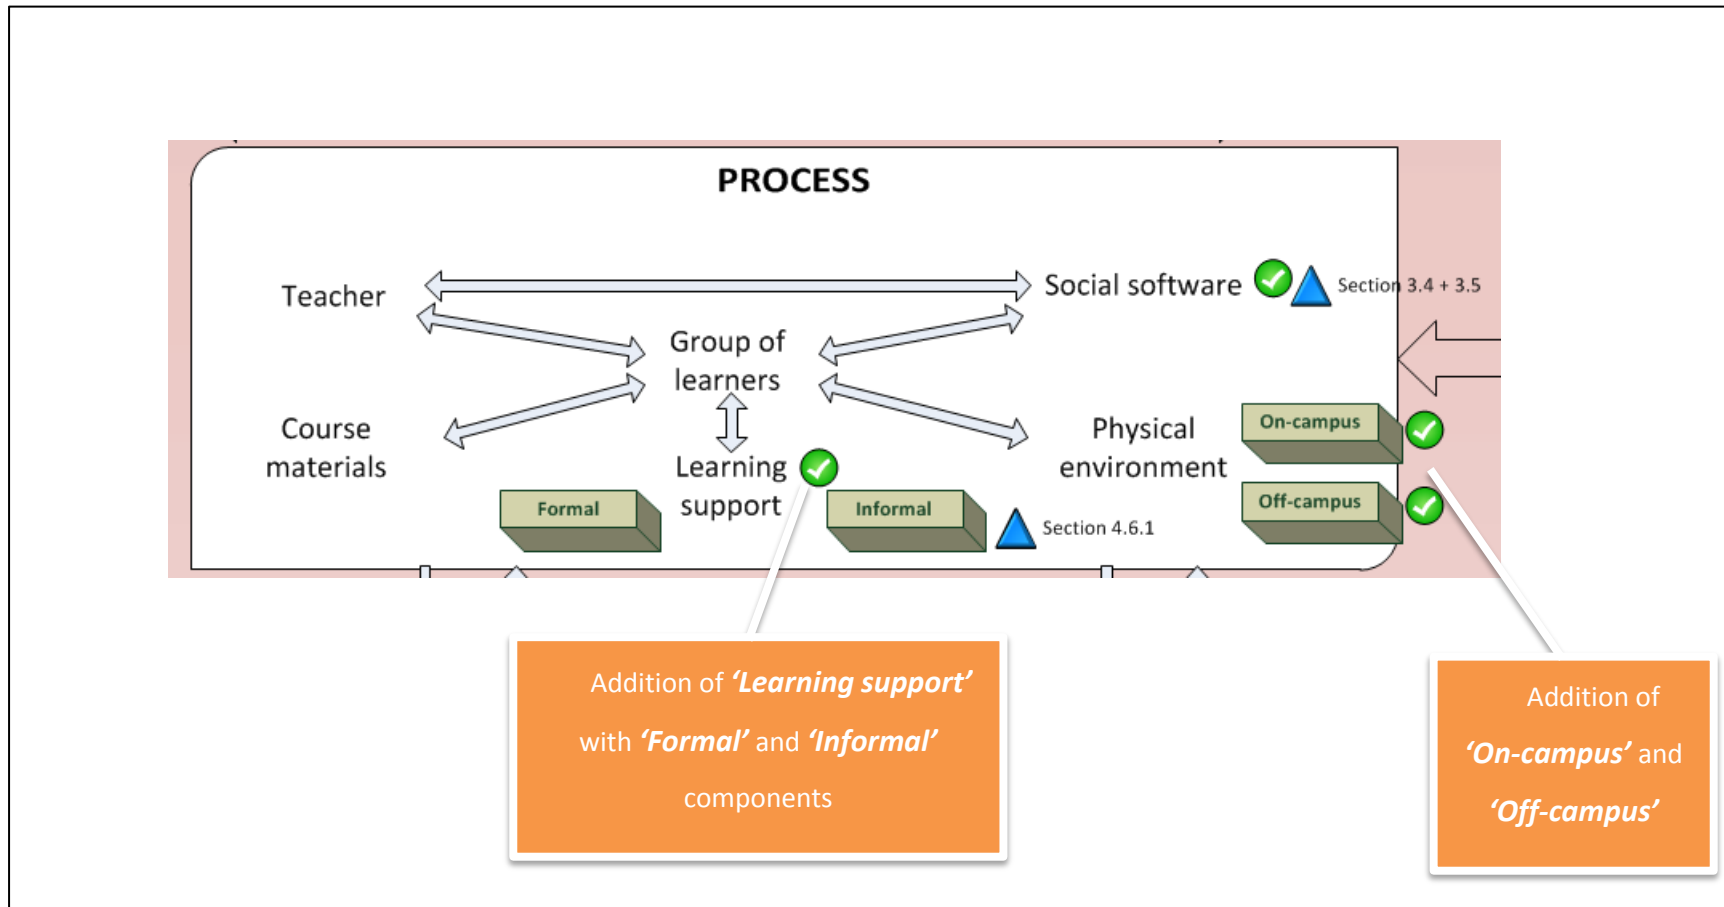 PROCESS
Teacher
Social software
Section 3.4 + 3.5
Group of
learners
Course
materials
Learning
support
Formal
Informal
Section 4.6.1
Physical
environment
On-campus
Off-campus
Addition of ‘Learning support’
with ‘Formal’ and ‘Informal’
components
Addition of
‘On-campus’ and
‘Off-campus’